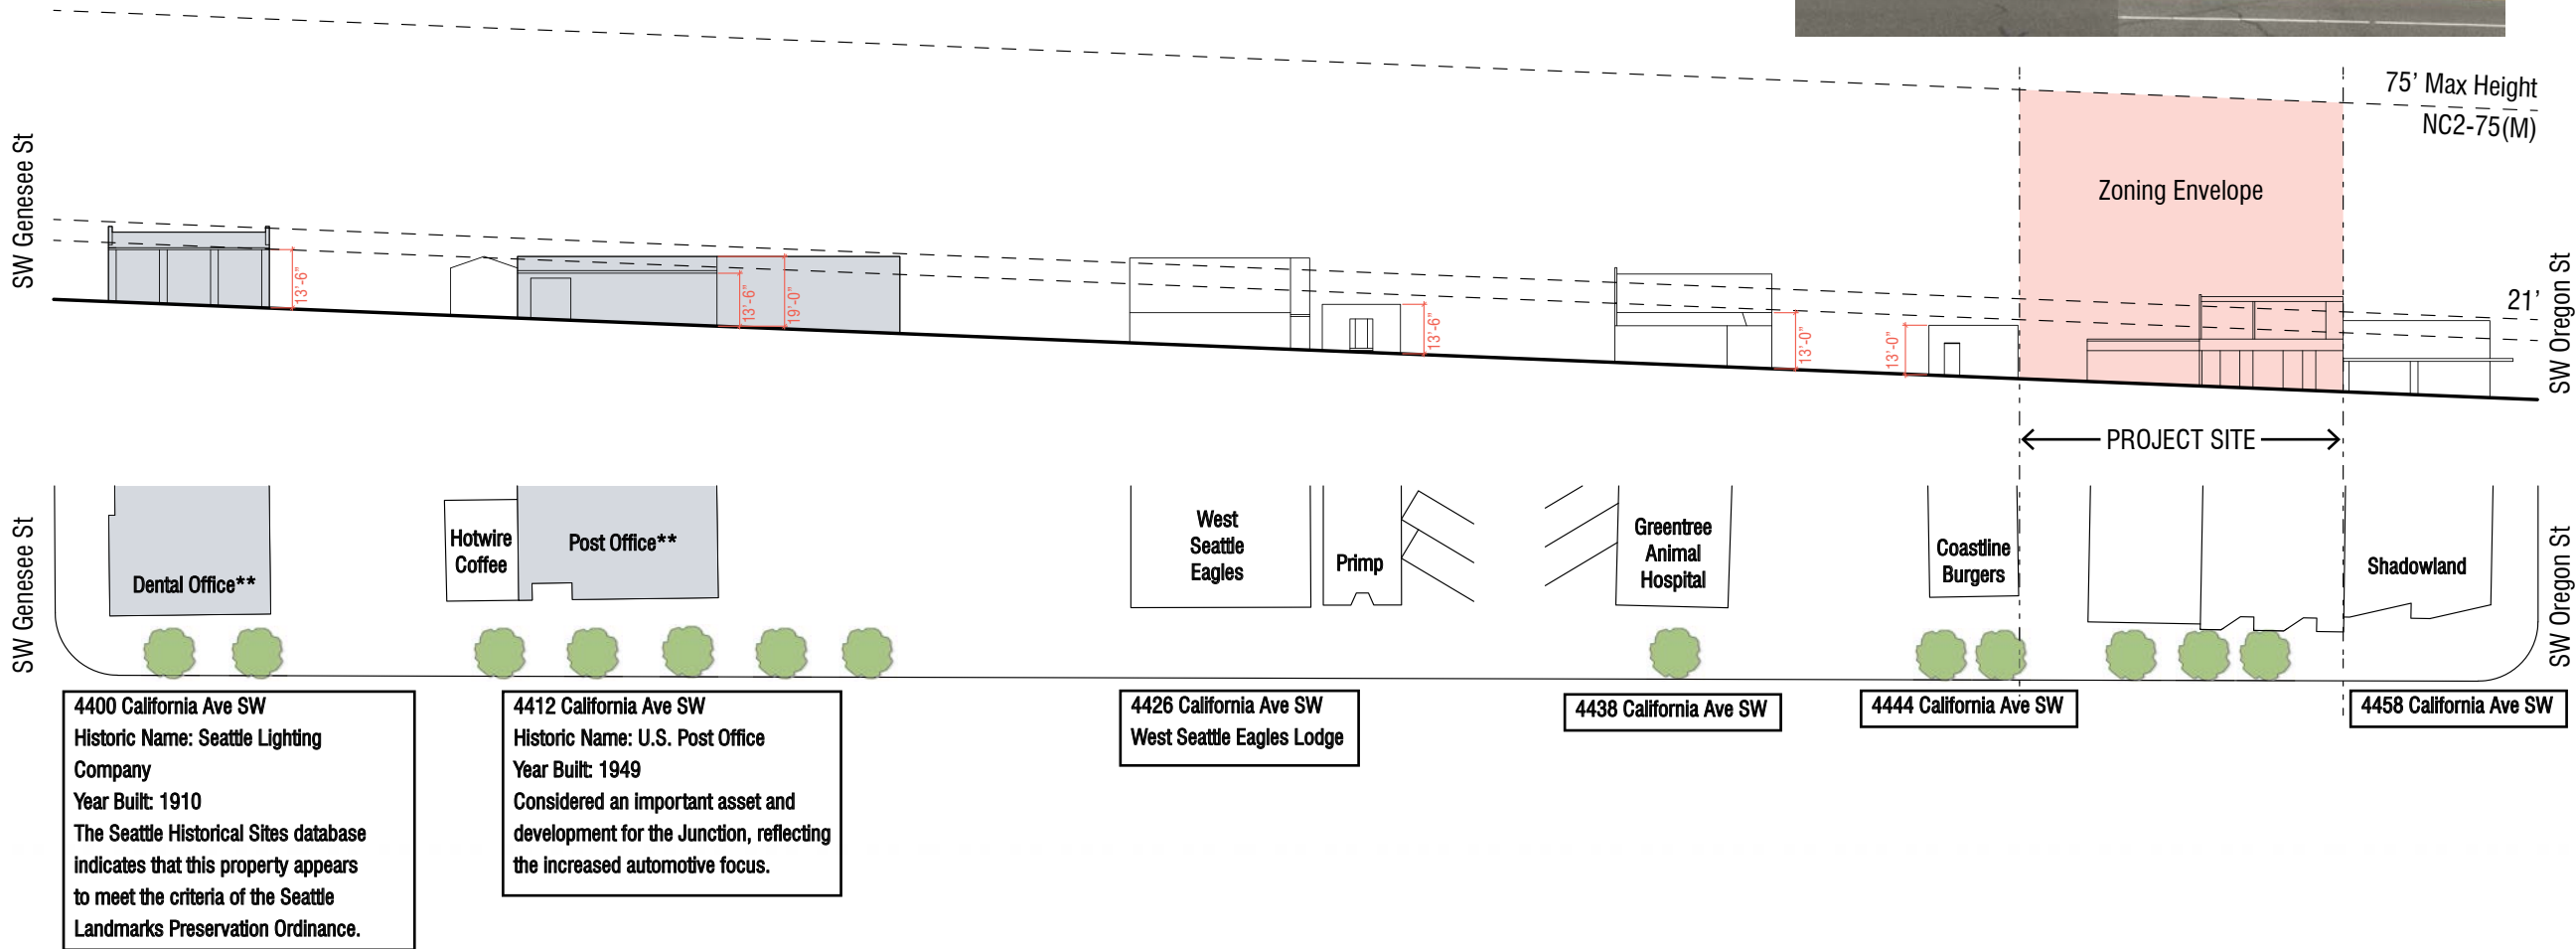 75’ Max Height
NC2-75(M)
SW Genesee St
Zoning Envelope
SW Oregon St
21’
13’-6”
13’-6”
19’-0”
13’-6”
13’-0”
13’-0”
PROJECT SITE
SW Genesee St
Dental Office**
Hotwire
Coffee
Post Office**
West
Seattle
Eagles
Primp
Greentree
Animal
Hospital
Coastline
Burgers
Shadowland
SW Oregon St
4400 California Ave SW
Historic Name: Seattle Lighting
Company
Year Built: 1910
The Seattle Historical Sites database
indicates that this property appears
to meet the criteria of the Seattle
Landmarks Preservation Ordinance.
4412 California Ave SW
Historic Name: U.S. Post Office
Year Built: 1949
Considered an important asset and
development for the Junction, reflecting
the increased automotive focus.
4426 California Ave SW
West Seattle Eagles Lodge
4438 California Ave SW
4444 California Ave SW
4458 California Ave SW